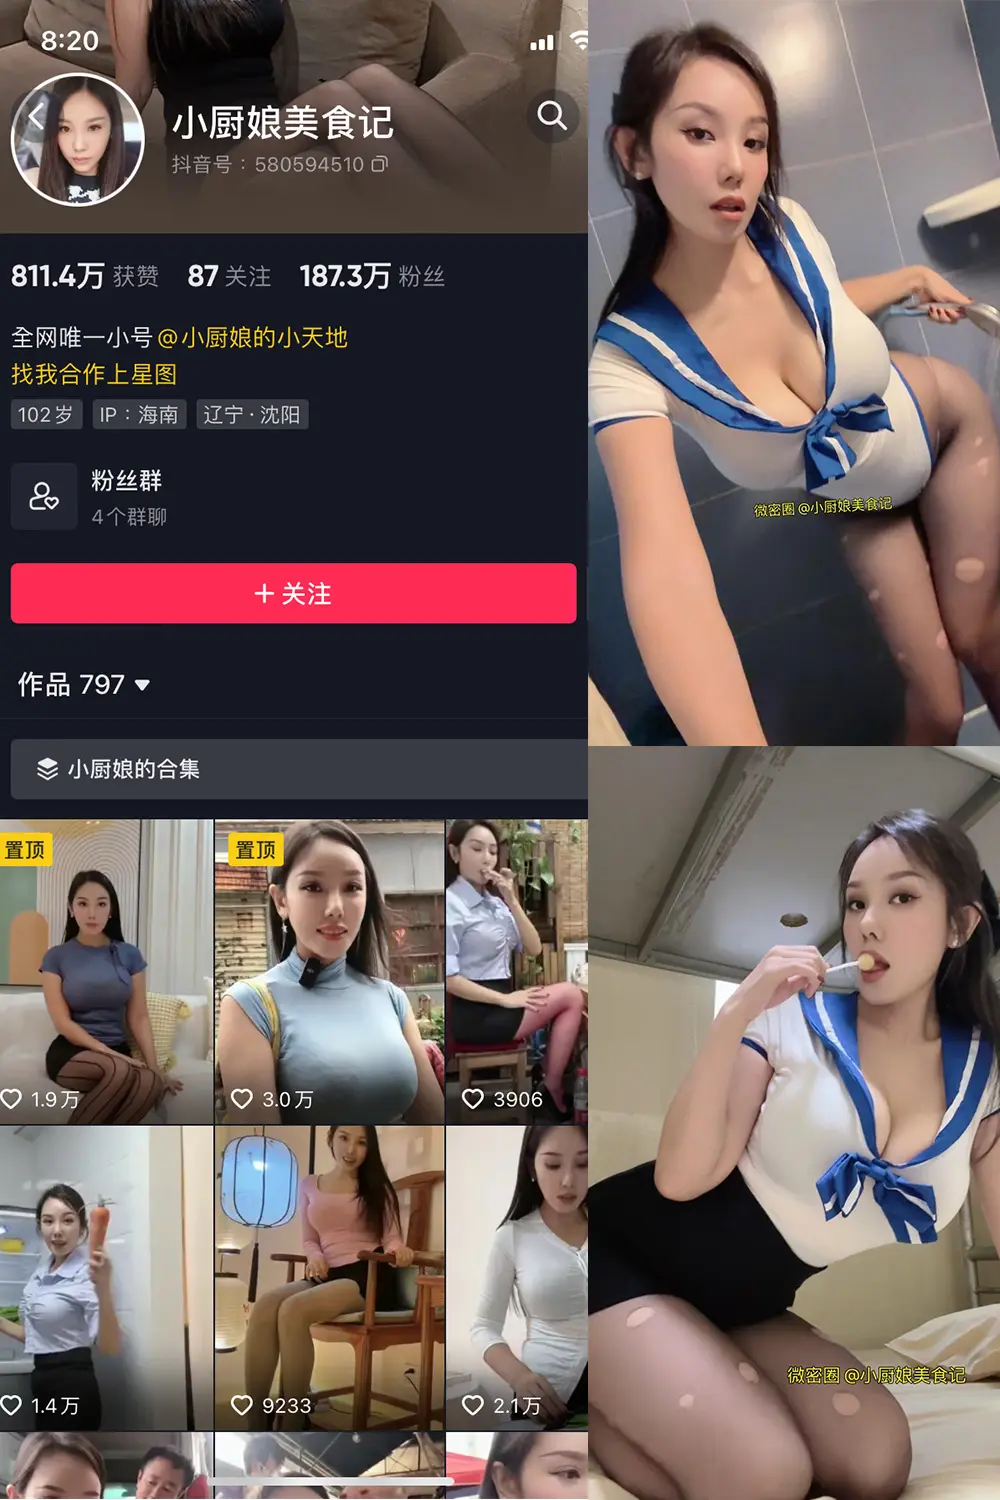 8:20
小厨娘美食记
抖音号：580594510
811.4万 获赞 87 关注 187.3万 粉丝
全网唯一小号@小厨娘的小天地
找我合作上星图
102岁 IP：海南 辽宁·沈阳
粉丝群
4个群聊
+ 关注
作品 797
小厨娘的合集
置顶
置顶
1.9万
3.0万
3906
1.4万
9233
2.1万
微密圈 @小厨娘美食记
微密圈 @小厨娘美食记